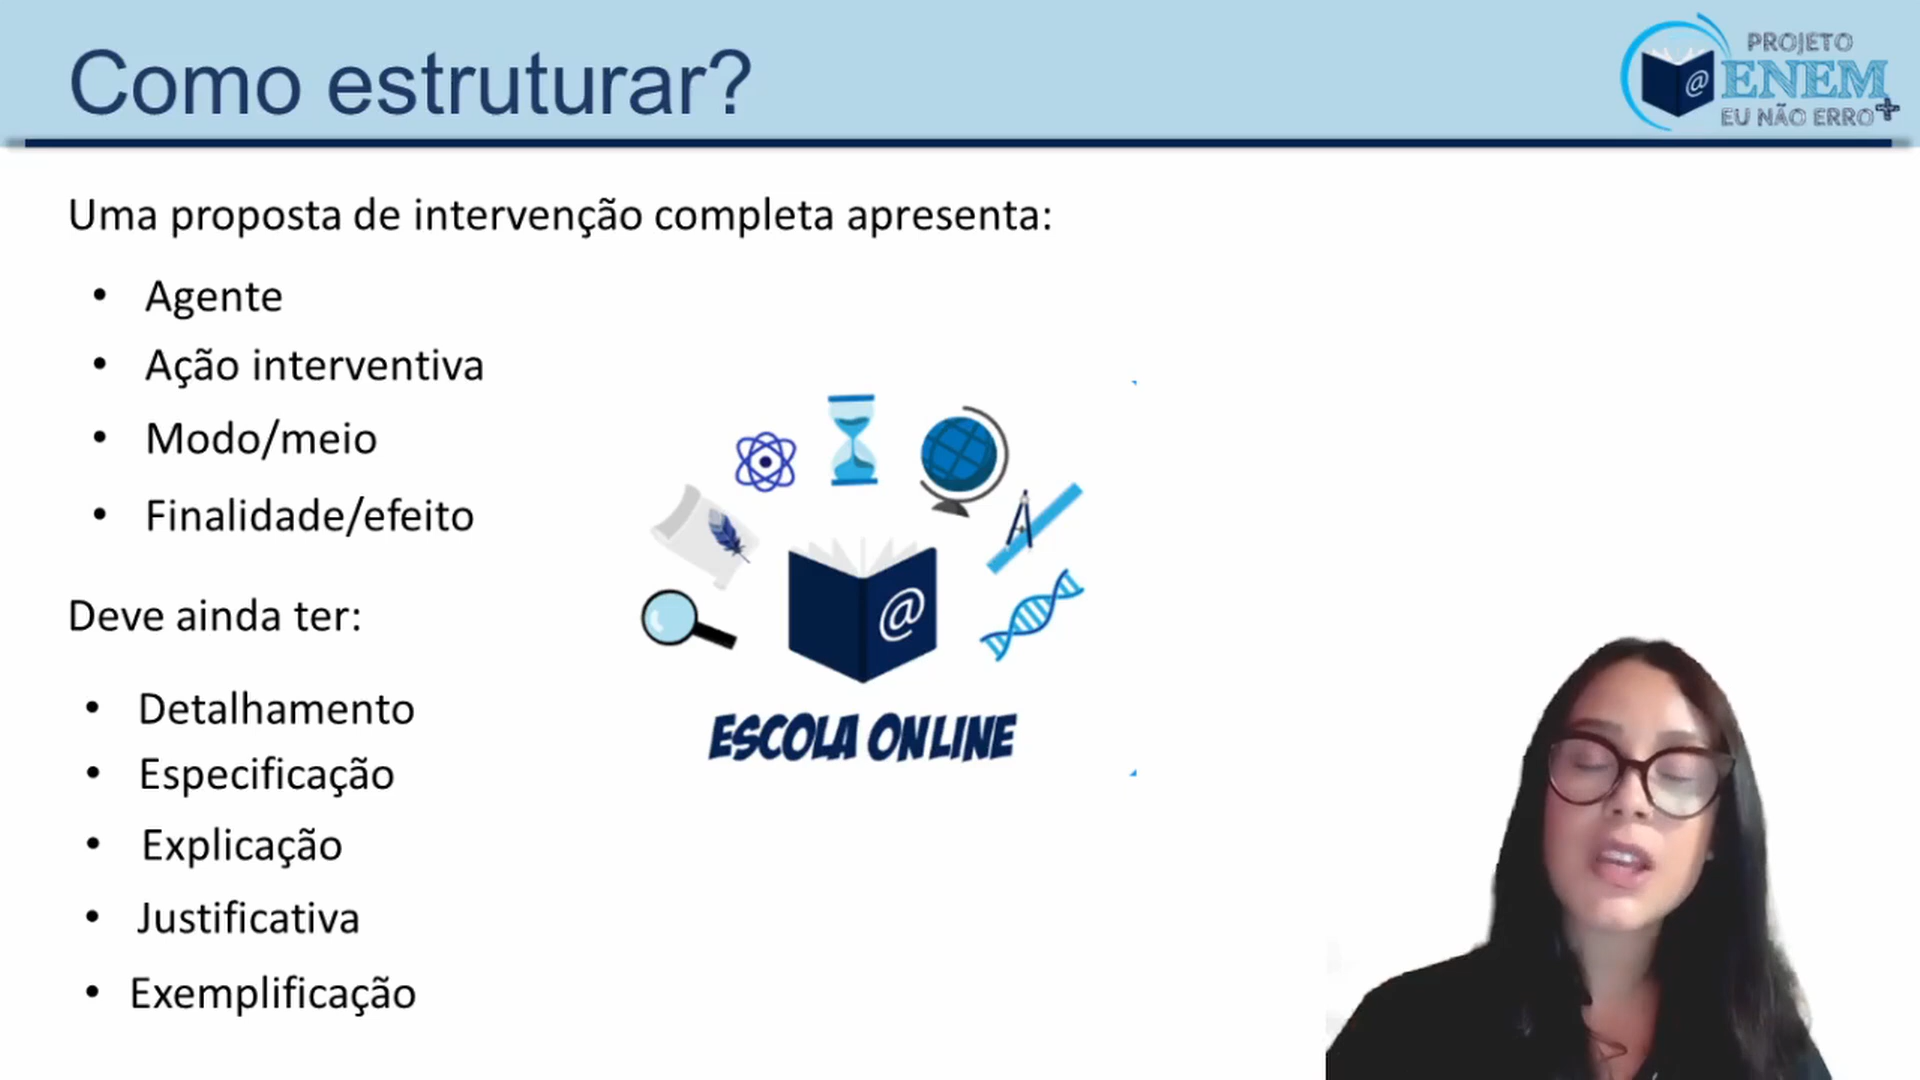 Como estruturar?
PROJETO
ENEM
EU NÃO ERRO+
Uma proposta de intervenção completa apresenta:
• Agente
• Ação interventiva
• Modo/meio
• Finalidade/efeito
Deve ainda ter:
• Detalhamento
• Especificação
• Explicação
• Justificativa
• Exemplificação
@
ESCOLA ONLINE